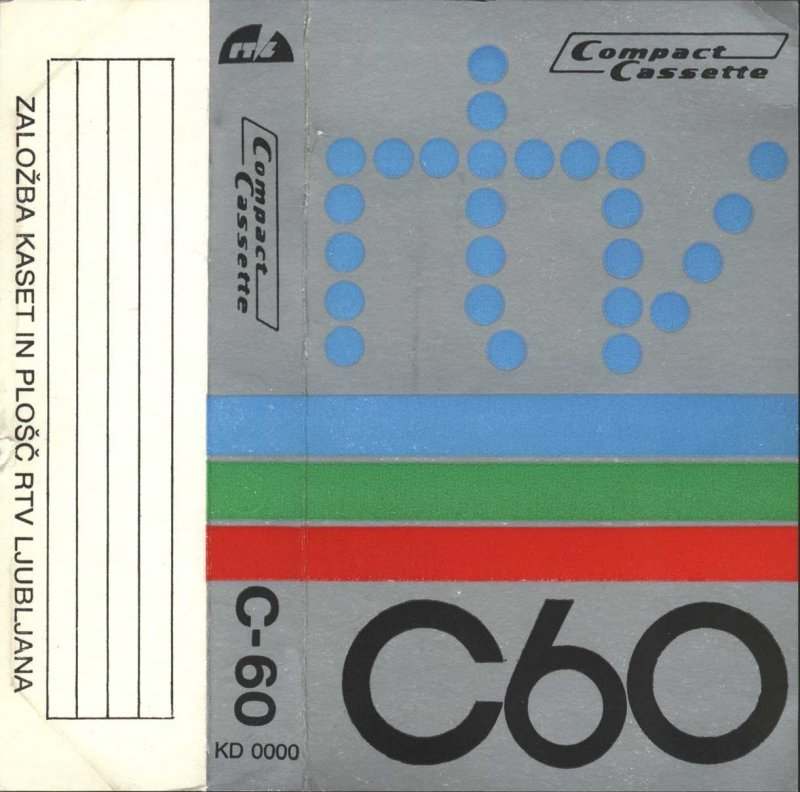 ZALOŽBA KASET IN PLOŠČ RTV LJUBLJANA
Compact
Cassette
C-60
KD 0000
Compact
Cassette
rtv
C60